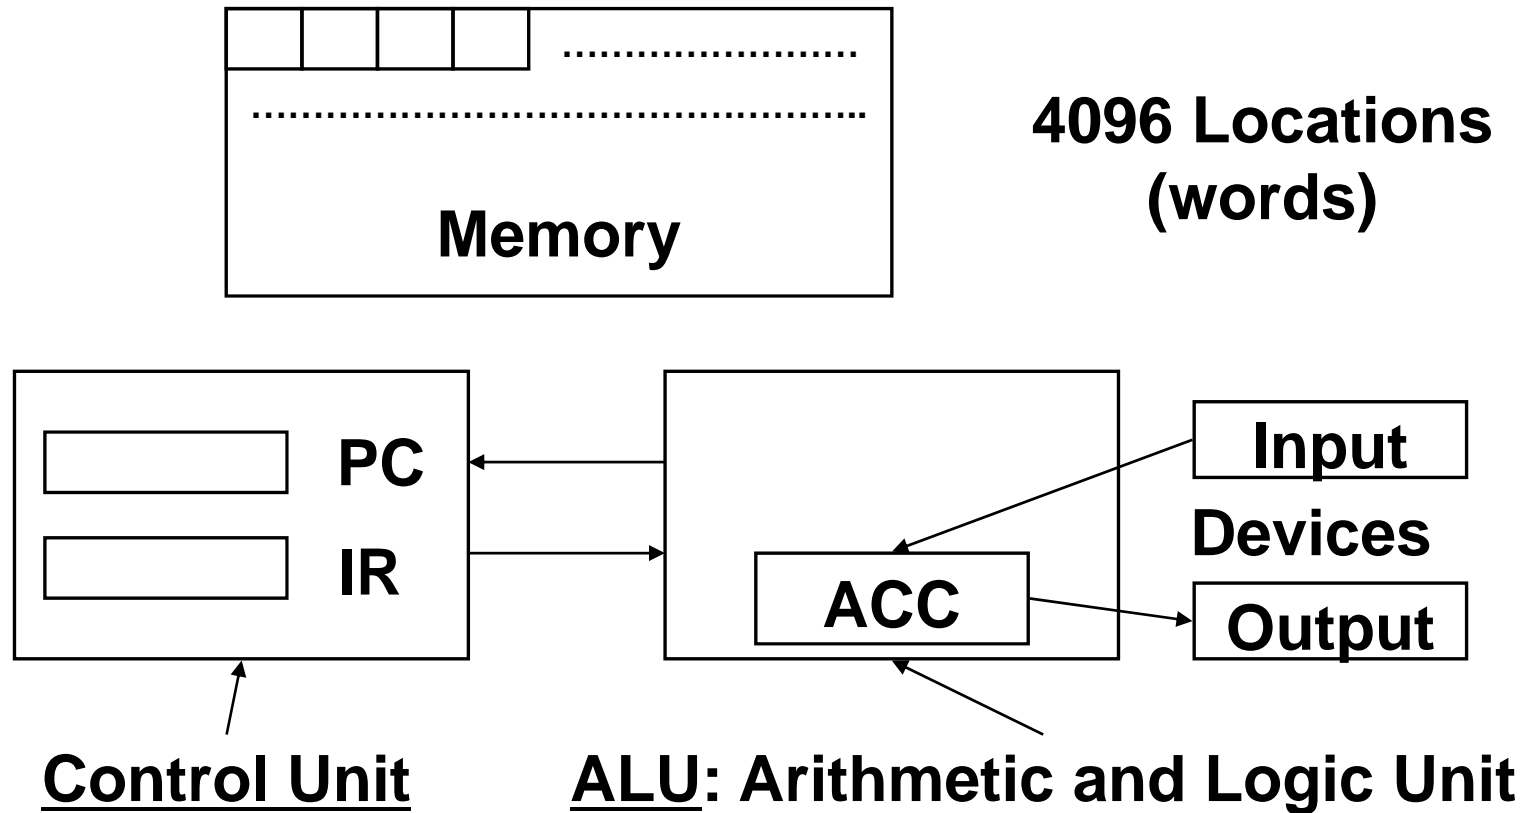 4096 Locations
(words)
Memory
PC
IR
ACC
Input
Devices
Output
Control Unit
ALU: Arithmetic and Logic Unit